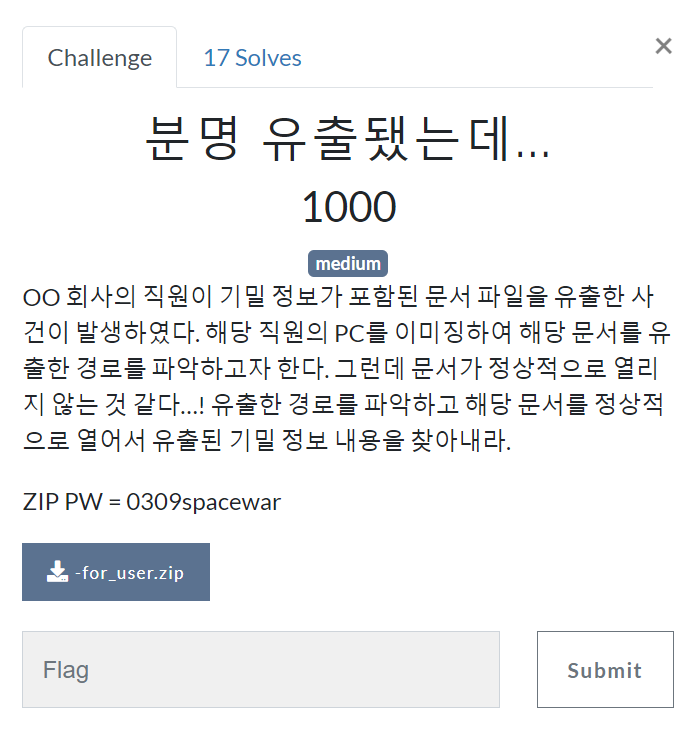 Challenge
17 Solves
×
분명 유출됐는데...
1000
medium
OO 회사의 직원이 기밀 정보가 포함된 문서 파일을 유출한 사
건이 발생하였다. 해당 직원의 PC를 이미징하여 해당 문서를 유
출한 경로를 파악하고자 한다. 그런데 문서가 정상적으로 열리
지 않는 것 같다...! 유출한 경로를 파악하고 해당 문서를 정상적
으로 열어서 유출된 기밀 정보 내용을 찾아내라.
ZIP PW = 0309spacewar
-for_user.zip
Flag
Submit